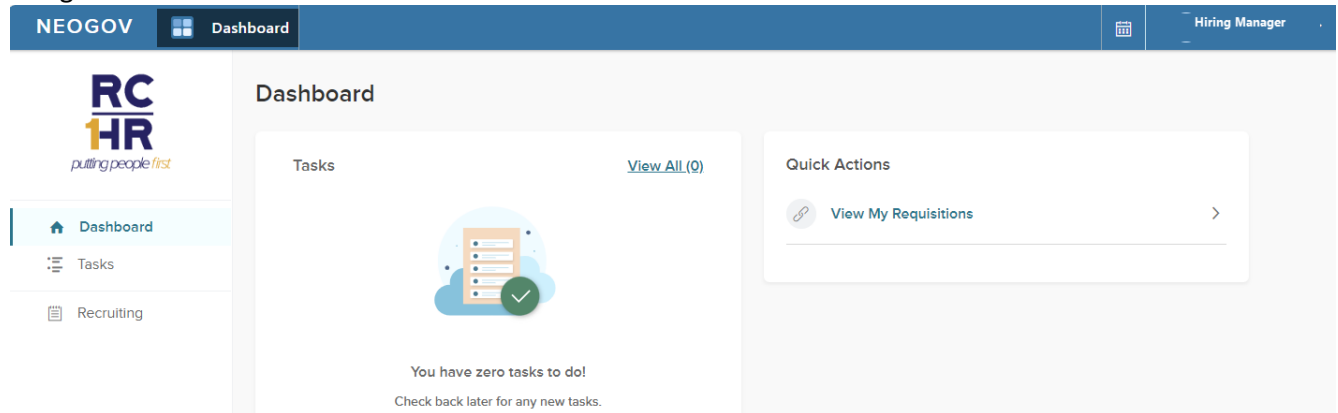 NEOGOV
Dashboard
Hiring Manager
RC
HR
putting people first
Dashboard
Tasks
Recruiting
Dashboard
Tasks
View All (0)
You have zero tasks to do!
Check back later for any new tasks.
Quick Actions
View My Requisitions